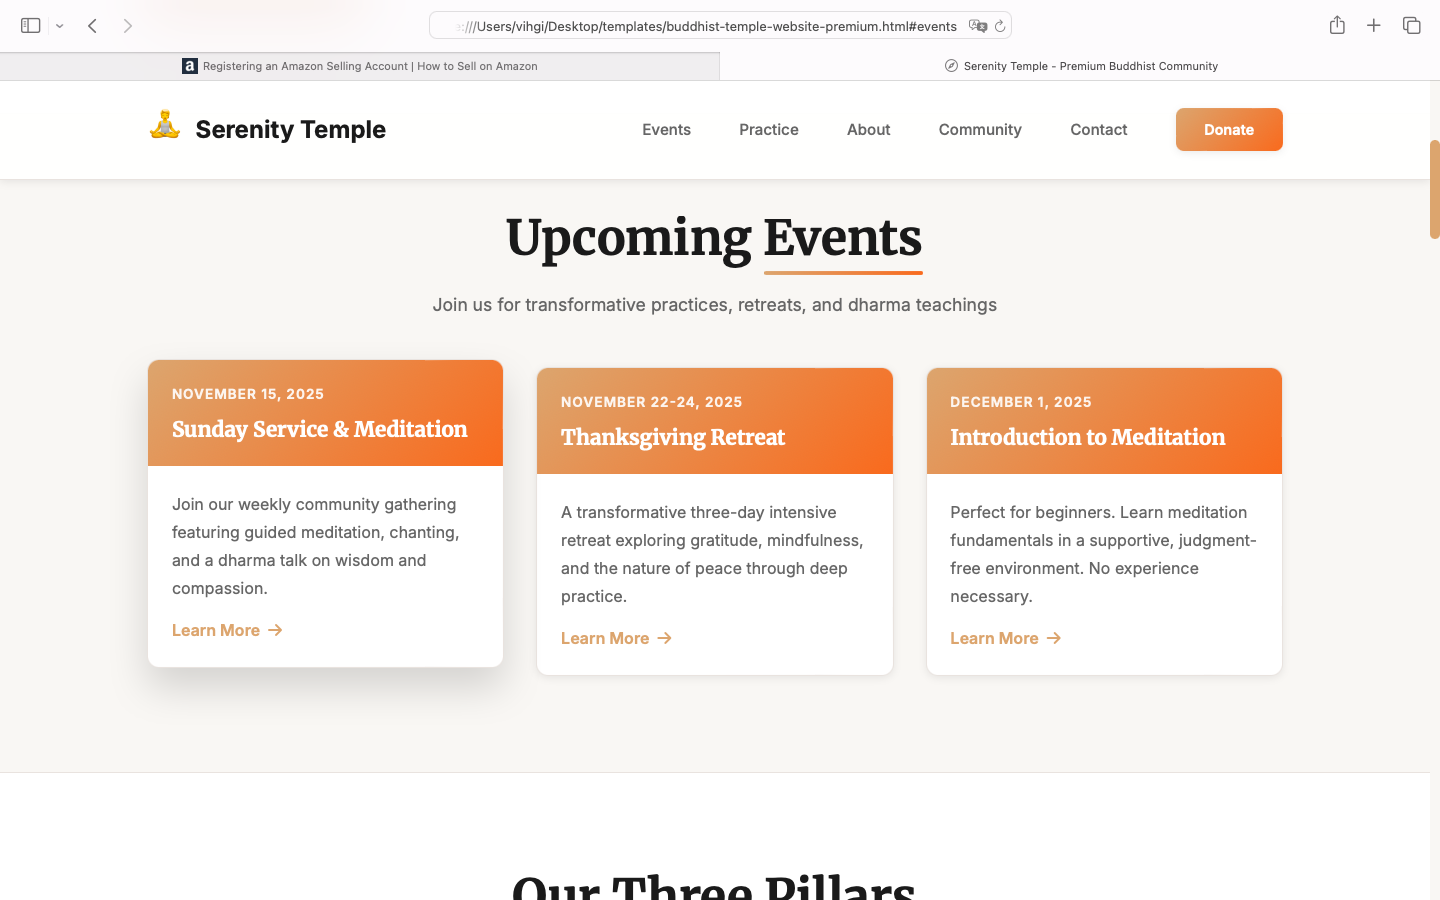 :///Users/vihgi/Desktop/templates/buddhist-temple-website-premium.html#events
Registering an Amazon Selling Account | How to Sell on Amazon
Serenity Temple - Premium Buddhist Community
Serenity Temple
Events
Practice
About
Community
Contact
Donate
Upcoming Events
Join us for transformative practices, retreats, and dharma teachings
NOVEMBER 15, 2025
Sunday Service & Meditation
Join our weekly community gathering
featuring guided meditation, chanting,
and a dharma talk on wisdom and
compassion.
Learn More →
NOVEMBER 22-24, 2025
Thanksgiving Retreat
A transformative three-day intensive
retreat exploring gratitude, mindfulness,
and the nature of peace through deep
practice.
Learn More →
DECEMBER 1, 2025
Introduction to Meditation
Perfect for beginners. Learn meditation
fundamentals in a supportive, judgment-
free environment. No experience
necessary.
Learn More →
Our Three Pillars